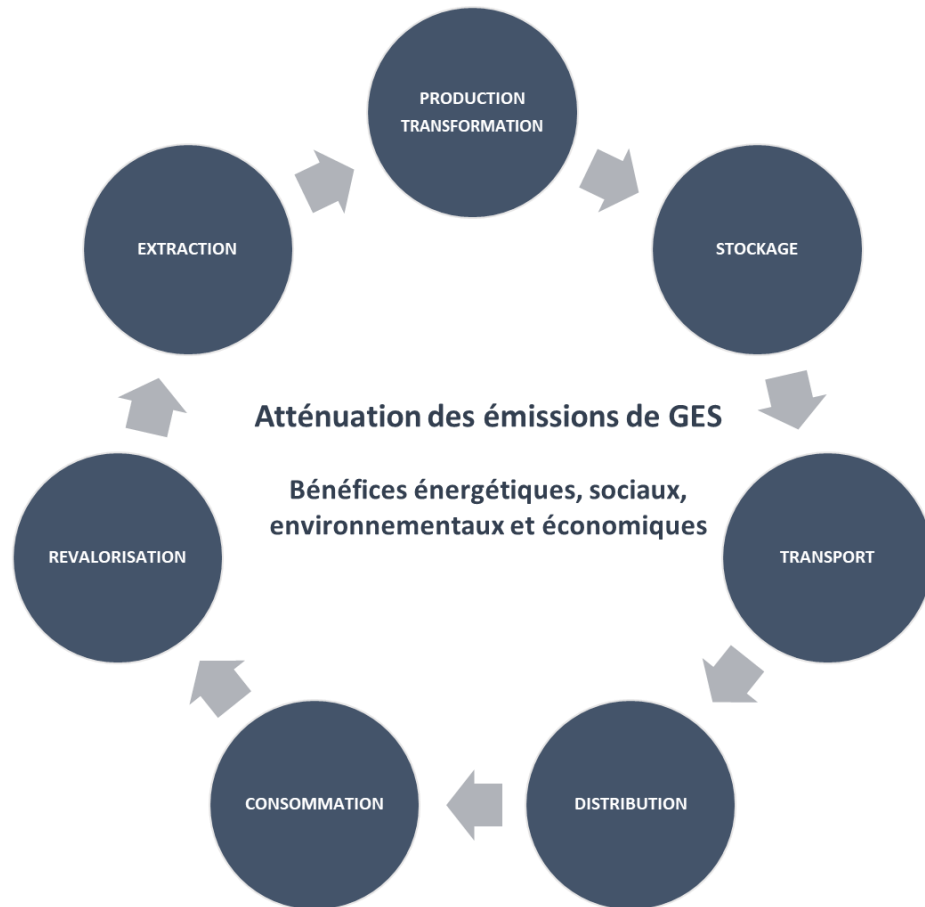 PRODUCTION
TRANSFORMATION
EXTRACTION
STOCKAGE
Atténuation des émissions de GES
Bénéfices énergétiques, sociaux,
environnementaux et économiques
REVALORISATION
TRANSPORT
CONSOMMATION
DISTRIBUTION